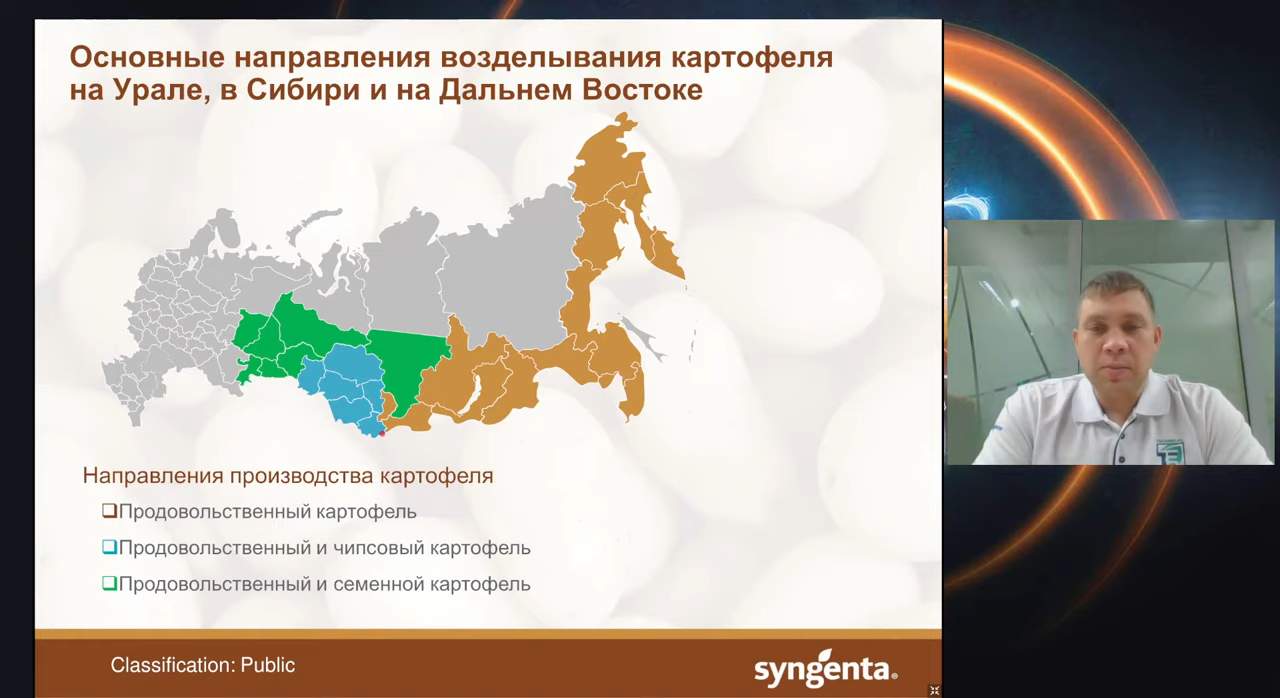 Основные направления возделывания картофеля
на Урале, в Сибири и на Дальнем Востоке
Направления производства картофеля
Продовольственный картофель
Продовольственный и чипсовый картофель
Продовольственный и семенной картофель
Classification: Public
syngenta®